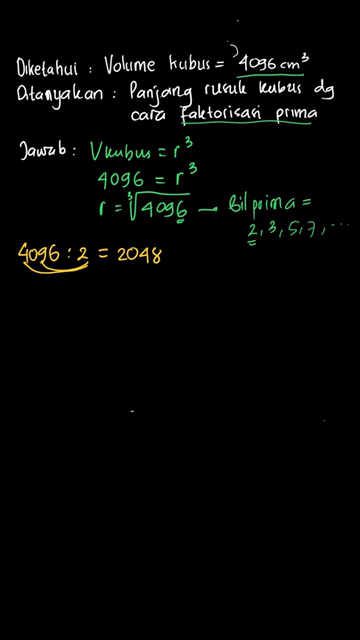 Diketahui : Volume kubus = 4096 cm³
Ditanyakan : Panjang rusuk kubus dg
cara faktorisasi prima
Jawab : V kubus = r³
4096 = r³
r = ∛4096 → Bil prima =
2, 3, 5, 7, ...
4096 : 2 = 2048